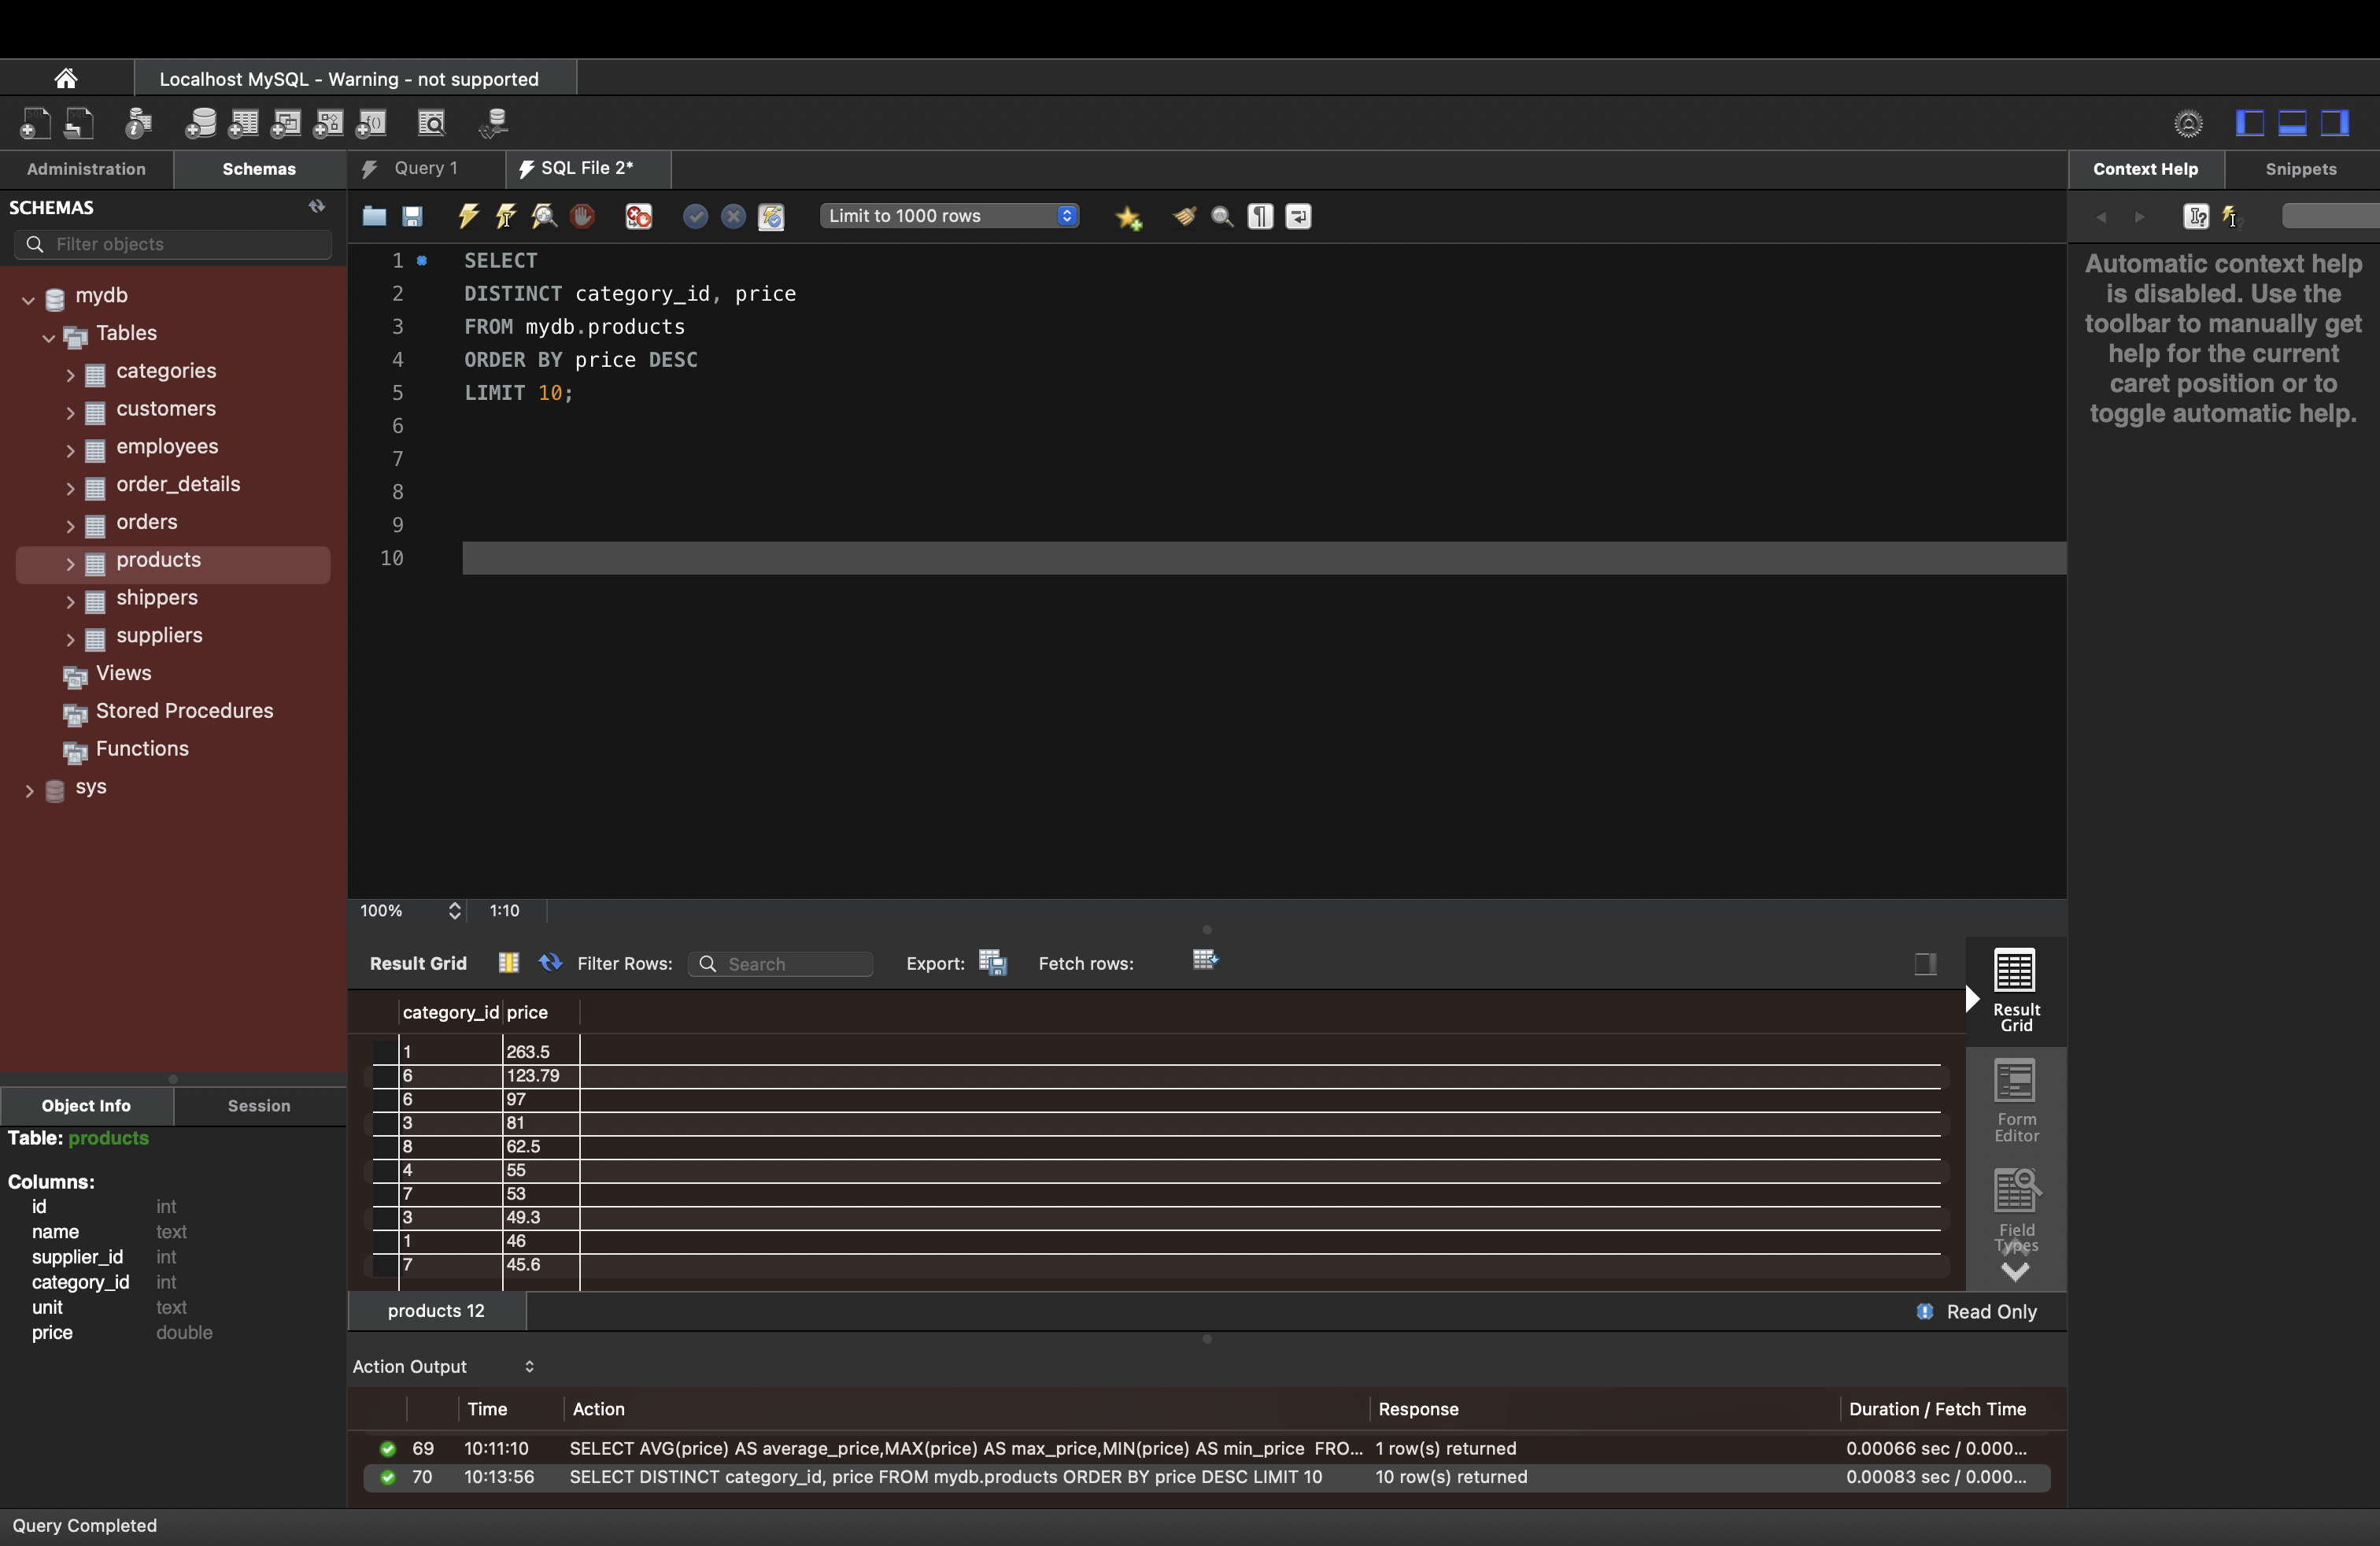 Localhost MySQL - Warning - not supported
Administration
Schemas
Query 1
SQL File 2*
Context Help
Snippets
SCHEMAS
Filter objects
Limit to 1000 rows
mydb
Tables
categories
customers
employees
order_details
orders
products
shippers
suppliers
Views
Stored Procedures
Functions
sys
1 SELECT
2 DISTINCT category_id, price
3 FROM mydb.products
4 ORDER BY price DESC
5 LIMIT 10;
6
7
8
9
10
Automatic context help
is disabled. Use the
toolbar to manually get
help for the current
caret position or to
toggle automatic help.
100% 1:10
Result Grid Filter Rows: Search Export: Fetch rows:
category_id price
1 263.5
6 123.79
6 97
3 81
8 62.5
4 55
7 53
3 49.3
1 46
7 45.6
Result
Grid
Form
Editor
Field
Types
products 12
Read Only
Object Info Session
Table: products
Columns:
id int
name text
supplier_id int
category_id int
unit text
price double
Action Output
Time Action Response Duration / Fetch Time
69 10:11:10 SELECT AVG(price) AS average_price,MAX(price) AS max_price,MIN(price) AS min_price FRO... 1 row(s) returned 0.00066 sec / 0.000...
70 10:13:56 SELECT DISTINCT category_id, price FROM mydb.products ORDER BY price DESC LIMIT 10 10 row(s) returned 0.00083 sec / 0.000...
Query Completed